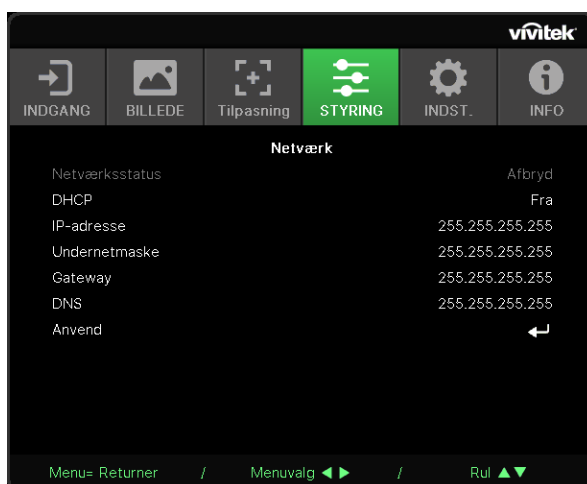 vivitek
INDGANG BILLEDE Tilpasning STYRING INDST. INFO
Netværk
Netværksstatus Afbryd
DHCP Fra
IP-adresse 255.255.255.255
Undernetmaske 255.255.255.255
Gateway 255.255.255.255
DNS 255.255.255.255
Anvend
Menu= Returner / Menuvalg ◀ ▶ / Rul ▲▼